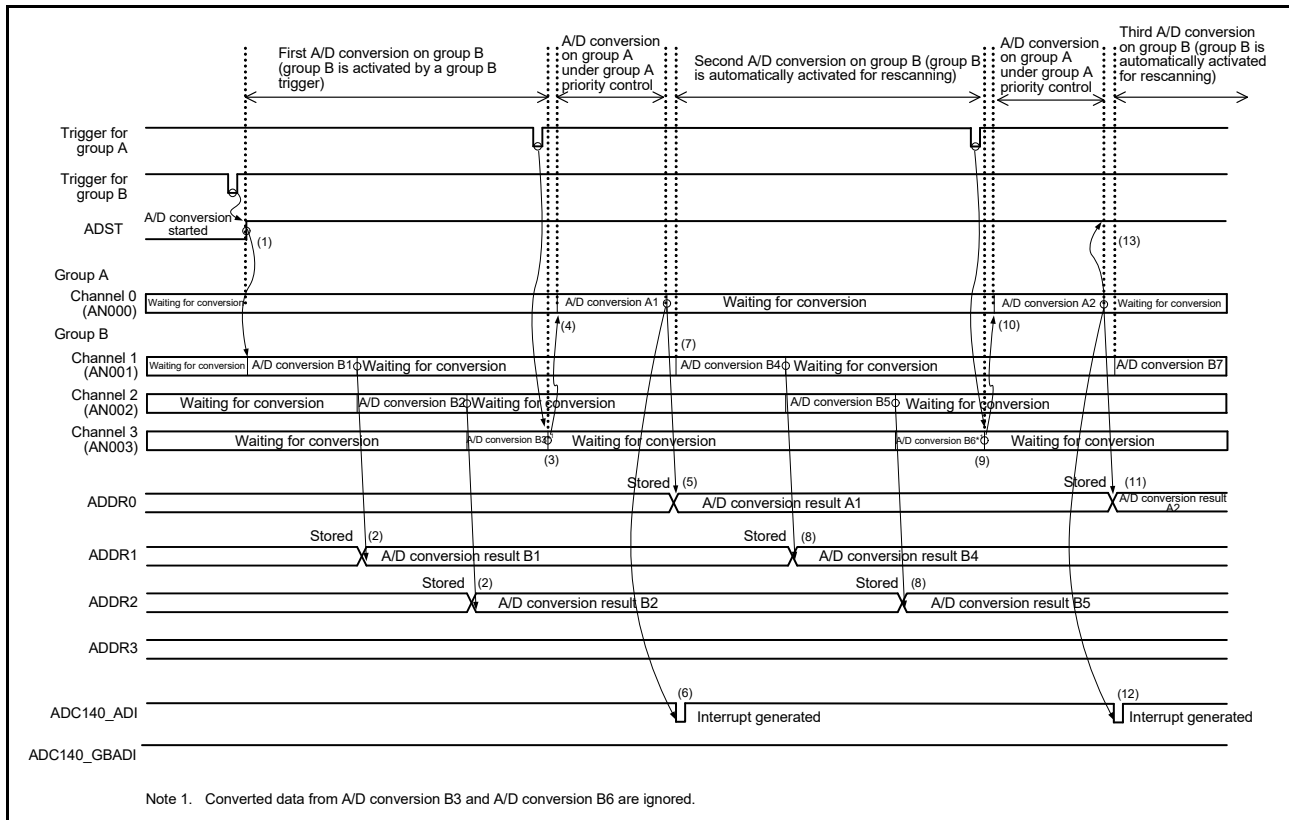 First A/D conversion on group B
(group B is activated by a group B
trigger)
A/D conversion
on group A
under group A
priority control
Second A/D conversion on group B (group B
is automatically activated for rescanning)
A/D conversion
on group A
under group A
priority control
Third A/D conversion
on group B (group B is
automatically activated
for rescanning)
Trigger for
group A
Trigger for
group B
ADST
A/D conversion
started
(1)
(13)
Group A
Channel 0
(AN000)
Waiting for conversion
A/D conversion A1
Waiting for conversion
A/D conversion A2
Waiting for conversion
(4)
(10)
Group B
(7)
Channel 1
(AN001)
Waiting for conversion
A/D conversion B1
Waiting for conversion
A/D conversion B4
Waiting for conversion
A/D conversion B7
Channel 2
(AN002)
Waiting for conversion
A/D conversion B2
Waiting for conversion
A/D conversion B5
Waiting for conversion
Channel 3
(AN003)
Waiting for conversion
A/D conversion B3
Waiting for conversion
A/D conversion B6*
Waiting for conversion
(3)
(9)
ADDR0
Stored
(5)
A/D conversion result A1
Stored
(11)
A/D conversion result
A2
ADDR1
Stored
(2)
A/D conversion result B1
Stored
(8)
A/D conversion result B4
ADDR2
Stored
(2)
A/D conversion result B2
Stored
(8)
A/D conversion result B5
ADDR3
ADC140_ADI
(6)
Interrupt generated
(12)
Interrupt generated
ADC140_GBADI
Note 1. Converted data from A/D conversion B3 and A/D conversion B6 are ignored.